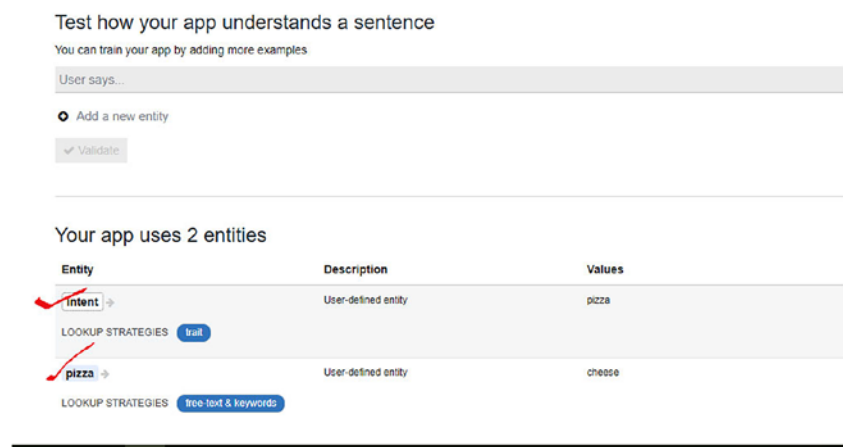 Test how your app understands a sentence
You can train your app by adding more examples
User says...
Add a new entity
Validate
Your app uses 2 entities
Entity Description Values
intent User-defined entity pizza
LOOKUP STRATEGIES trait
pizza User-defined entity cheese
LOOKUP STRATEGIES free-text & keywords